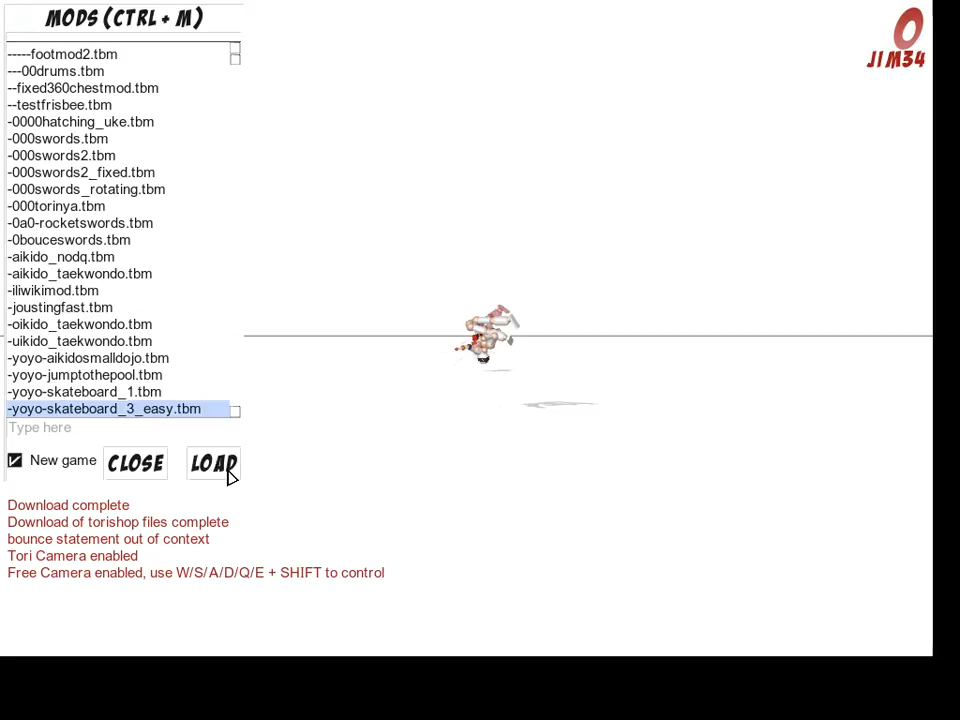 MODS (CTRL + M)
-----footmod2.tbm
---00drums.tbm
--fixed360chestmod.tbm
--testfrisbee.tbm
-0000hatching_uke.tbm
-000swords.tbm
-000swords2.tbm
-000swords2_fixed.tbm
-000swords_rotating.tbm
-000torinya.tbm
-0a0-rocketswords.tbm
-0bouceswords.tbm
-aikido_nodq.tbm
-aikido_taekwondo.tbm
-iliwikimod.tbm
-joustingfast.tbm
-oikido_taekwondo.tbm
-uikido_taekwondo.tbm
-yoyo-aikidosmalldojo.tbm
-yoyo-jumptothepool.tbm
-yoyo-skateboard_1.tbm
-yoyo-skateboard_3_easy.tbm
Type here
New game CLOSE LOAD
Download complete
Download of torishop files complete
bounce statement out of context
Tori Camera enabled
Free Camera enabled, use W/S/A/D/Q/E + SHIFT to control
0
JIM34